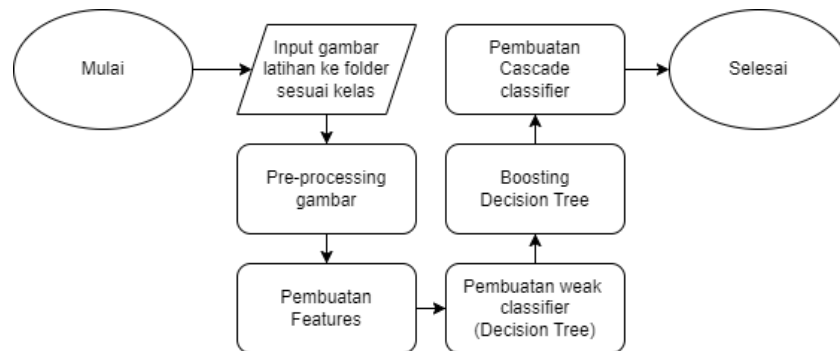 Mulai
Input gambar
latihan ke folder
sesuai kelas
Pre-processing
gambar
Pembuatan
Features
Pembuatan weak
classifier
(Decision Tree)
Boosting
Decision Tree
Pembuatan
Cascade
classifier
Selesai